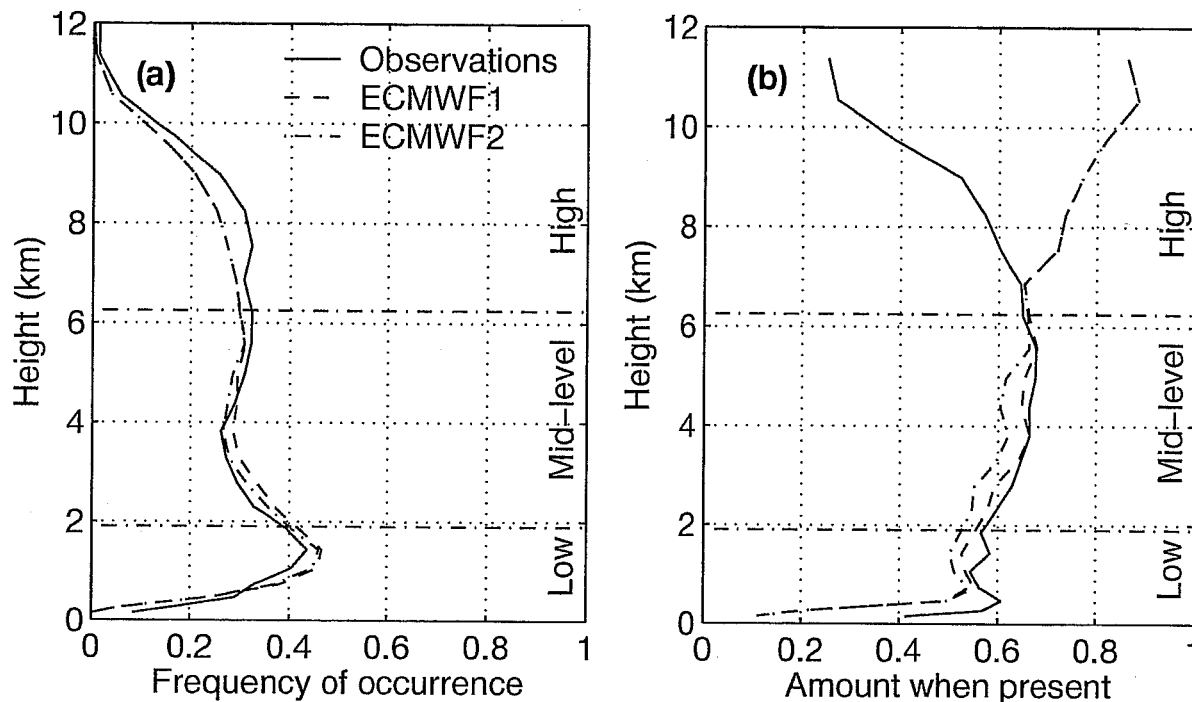 12
10
8
6
4
2
0
Height (km)
(a)
Observations
ECMWF1
ECMWF2
High
Mid-level
Low
0
0.2
0.4
0.6
0.8
1
Frequency of occurrence
12
10
8
6
4
2
0
Height (km)
(b)
High
Mid-level
Low
0
0.2
0.4
0.6
0.8
1
Amount when present